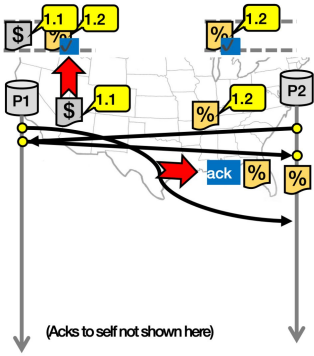 1.1 1.2 1.2
$ % %
P1 P2
$ 1.1 % 1.2
ack % %
(Acks to self not shown here)